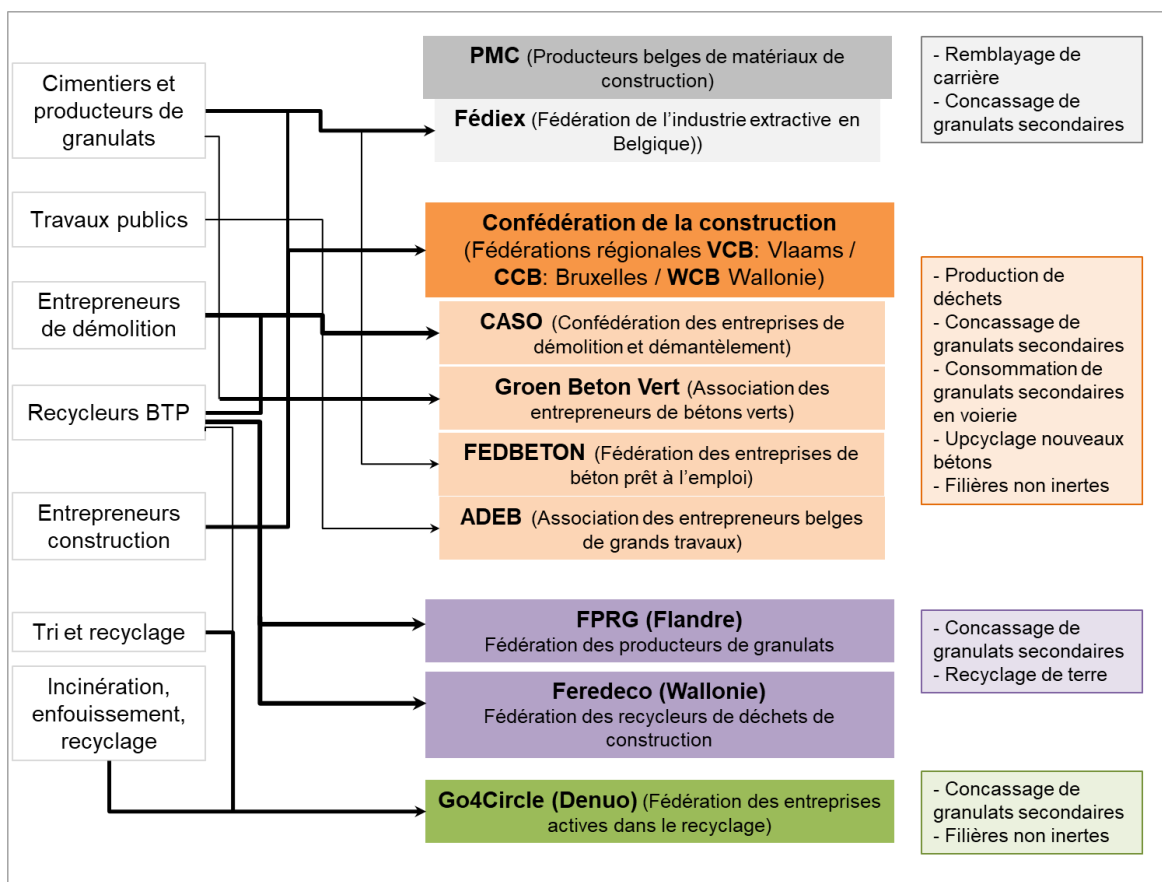 Cimentiers et
producteurs de
granulats
Travaux publics
Entrepreneurs
de démolition
Recycleurs BTP
Entrepreneurs
construction
Tri et recyclage
Incinération,
enfouissement,
recyclage
PMC (Producteurs belges de matériaux de
construction)
Fédiex (Fédération de l'industrie extractive en
Belgique))
Confédération de la construction
(Fédérations régionales VCB: Vlaams /
CCB: Bruxelles / WCB Wallonie)
CASO (Confédération des entreprises de
démolition et démantèlement)
Groen Beton Vert (Association des
entrepreneurs de bétons verts)
FEDBETON (Fédération des entreprises de
béton prêt à l'emploi)
ADEB (Association des entrepreneurs belges
de grands travaux)
FPRG (Flandre)
Fédération des producteurs de granulats
Feredeco (Wallonie)
Fédération des recycleurs de déchets de
construction
Go4Circle (Denuo) (Fédération des entreprises
actives dans le recyclage)
- Remblayage de
carrière
- Concassage de
granulats secondaires
- Production de
déchets
- Concassage de
granulats secondaires
- Consommation de
granulats secondaires
en voierie
- Upcyclage nouveaux
bétons
- Filières non inertes
- Concassage de
granulats secondaires
- Recyclage de terre
- Concassage de
granulats secondaires
- Filières non inertes